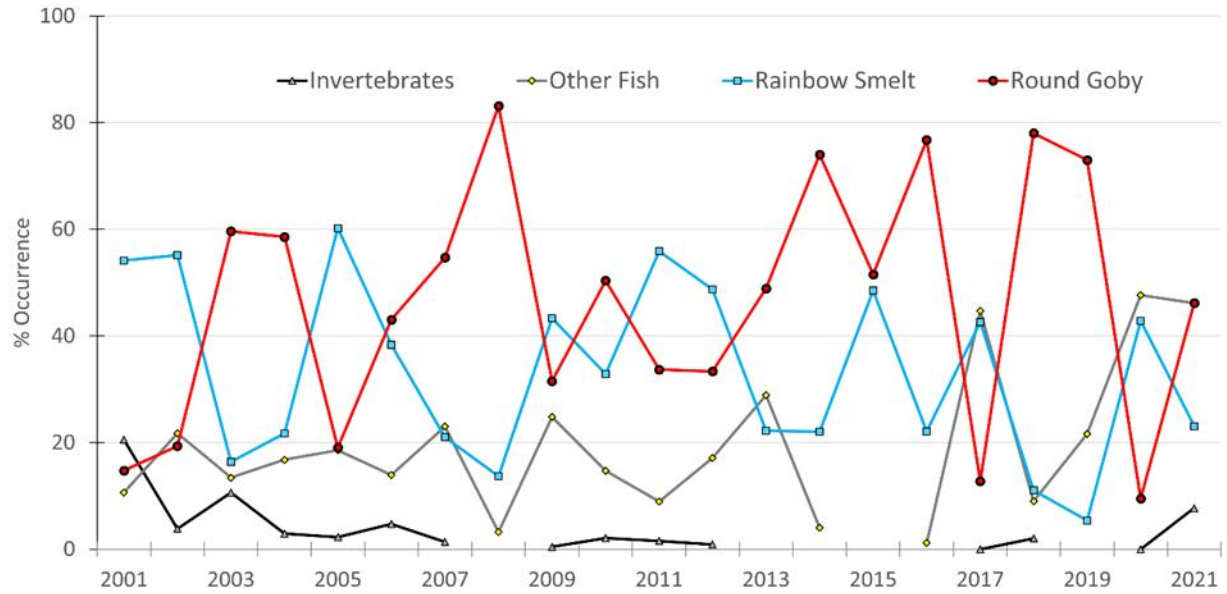 100
Invertebrates Other Fish Rainbow Smelt Round Goby
80
60
% Occurrence
40
20
0
2001 2003 2005 2007 2009 2011 2013 2015 2017 2019 2021